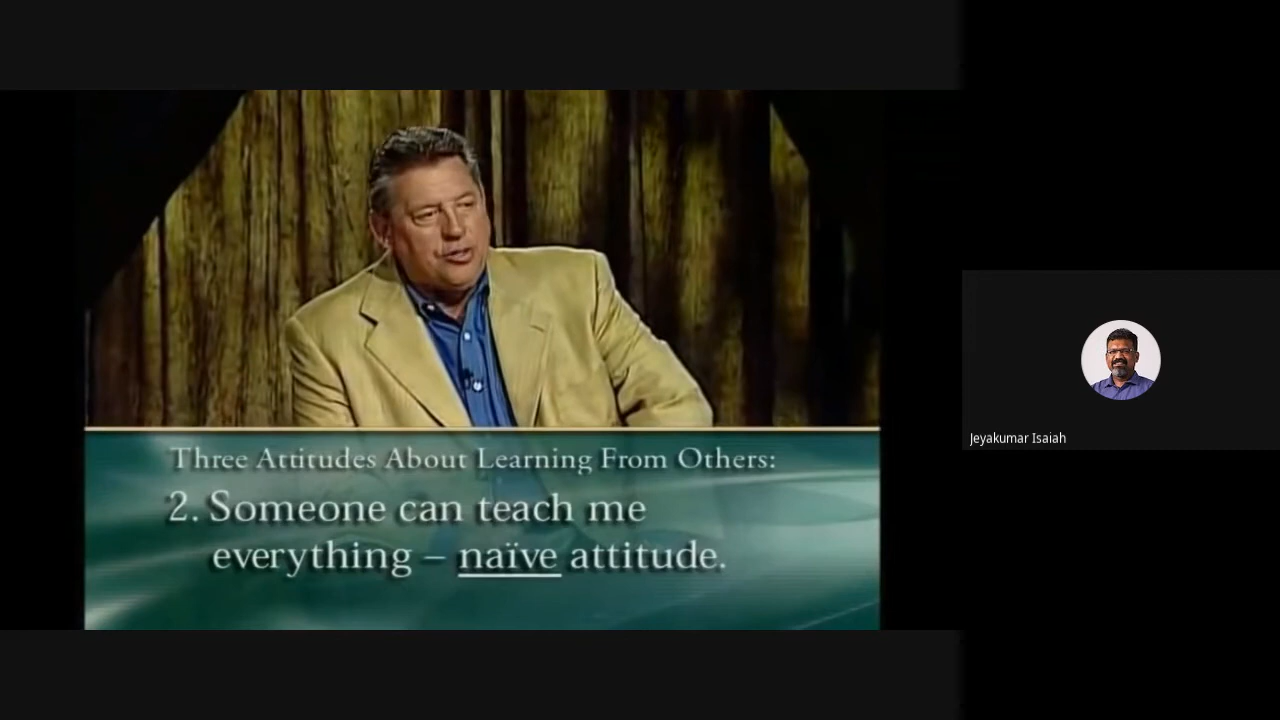 Three Attitudes About Learning From Others:
2. Someone can teach me
everything – naïve attitude.
Jeyakumar Isaiah